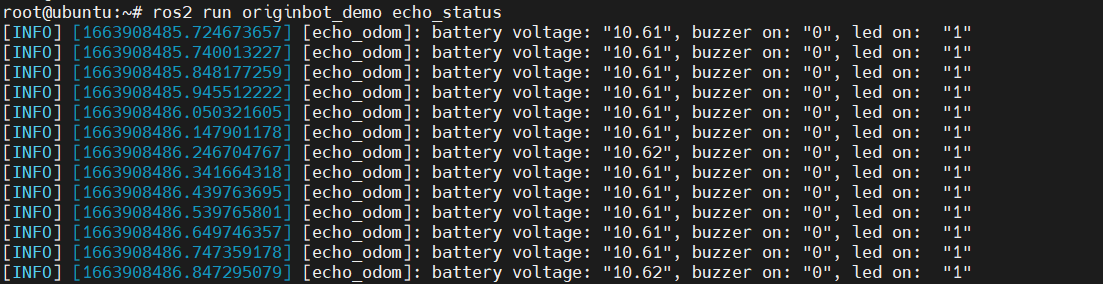 root@ubuntu:~# ros2 run originbot_demo echo_status
[INFO] [1663908485.724673657] [echo_odom]: battery voltage: "10.61", buzzer on: "0", led on:  "1"
[INFO] [1663908485.740013227] [echo_odom]: battery voltage: "10.61", buzzer on: "0", led on:  "1"
[INFO] [1663908485.848177259] [echo_odom]: battery voltage: "10.61", buzzer on: "0", led on:  "1"
[INFO] [1663908485.945512222] [echo_odom]: battery voltage: "10.61", buzzer on: "0", led on:  "1"
[INFO] [1663908486.050321605] [echo_odom]: battery voltage: "10.61", buzzer on: "0", led on:  "1"
[INFO] [1663908486.147901178] [echo_odom]: battery voltage: "10.61", buzzer on: "0", led on:  "1"
[INFO] [1663908486.246704767] [echo_odom]: battery voltage: "10.62", buzzer on: "0", led on:  "1"
[INFO] [1663908486.341664318] [echo_odom]: battery voltage: "10.61", buzzer on: "0", led on:  "1"
[INFO] [1663908486.439763695] [echo_odom]: battery voltage: "10.61", buzzer on: "0", led on:  "1"
[INFO] [1663908486.539765801] [echo_odom]: battery voltage: "10.61", buzzer on: "0", led on:  "1"
[INFO] [1663908486.649746357] [echo_odom]: battery voltage: "10.61", buzzer on: "0", led on:  "1"
[INFO] [1663908486.747359178] [echo_odom]: battery voltage: "10.61", buzzer on: "0", led on:  "1"
[INFO] [1663908486.847295079] [echo_odom]: battery voltage: "10.62", buzzer on: "0", led on:  "1"